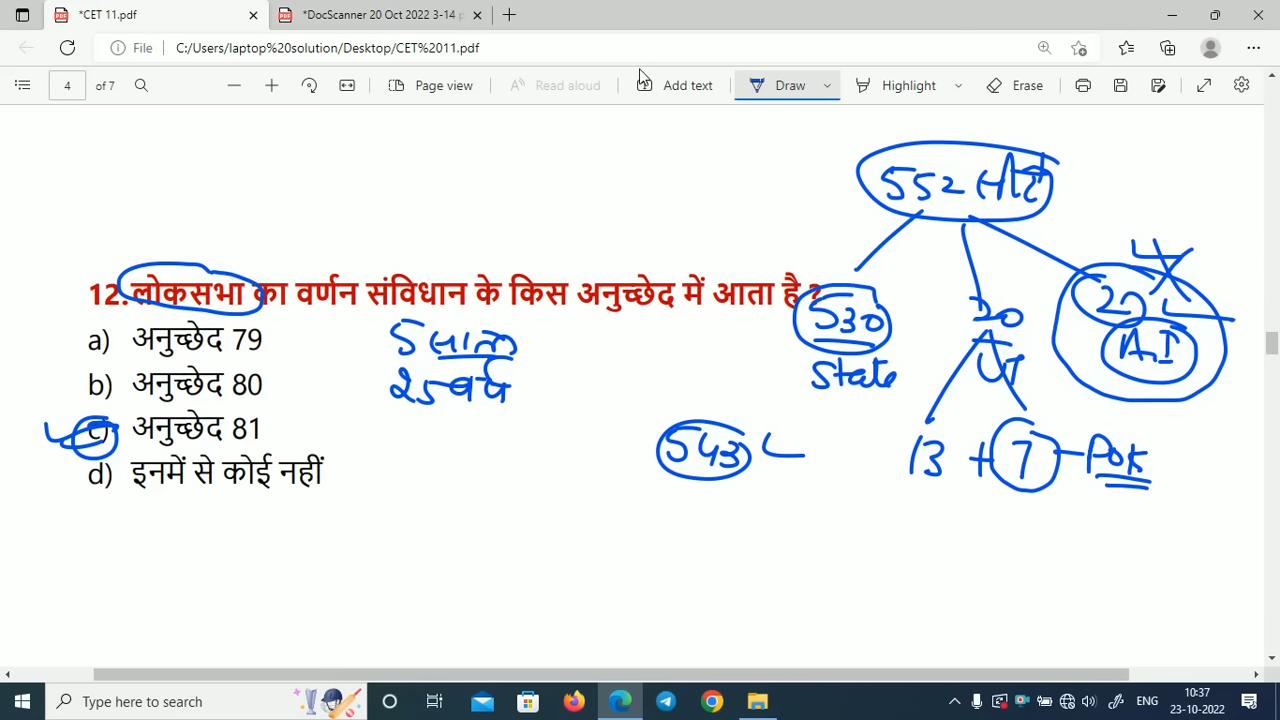 *CET 11.pdf
*DocScanner 20 Oct 2022 3-14 p
File
C:/Users/laptop%20solution/Desktop/CET%2011.pdf
4 of 7
Page view
Read aloud
Add text
Draw
Highlight
Erase
552 सीट
12. लोकसभा का वर्णन संविधान के किस अनुच्छेद में आता है ?
a) अनुच्छेद 79
b) अनुच्छेद 80
c) अनुच्छेद 81
d) इनमें से कोई नहीं
5 साल
25 वर्ष
530
State
20
UT
A.I
543
13 + 7 - Pok
Type here to search
ENG
10:37
23-10-2022